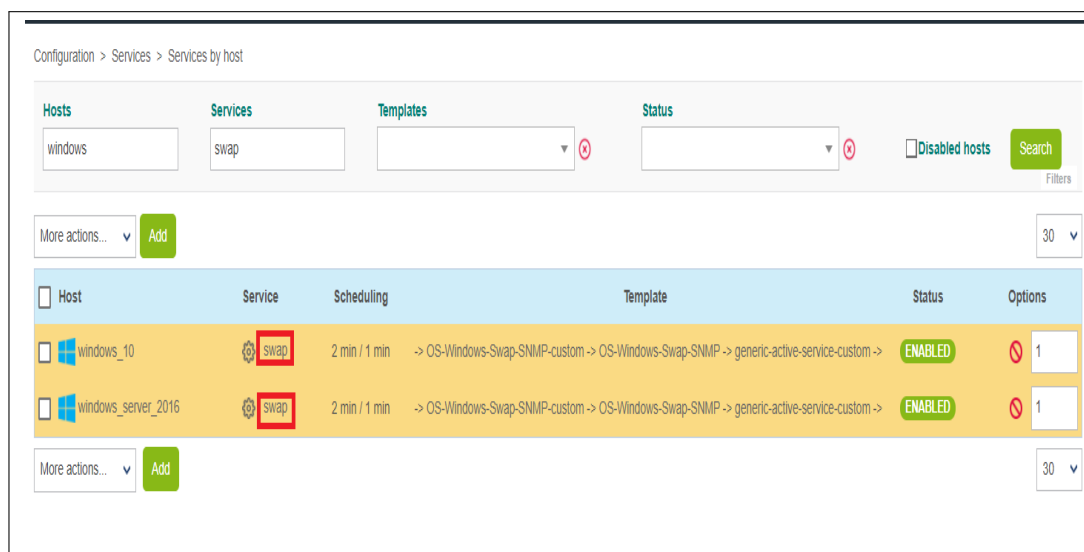 Configuration > Services > Services by host
Hosts Services Templates Status
windows swap Disabled hosts Search
Filters
More actions... Add 30
Host Service Scheduling Template Status Options
windows_10 swap 2 min / 1 min -> OS-Windows-Swap-SNMP-custom -> OS-Windows-Swap-SNMP -> generic-active-service-custom -> ENABLED 1
windows_server_2016 swap 2 min / 1 min -> OS-Windows-Swap-SNMP-custom -> OS-Windows-Swap-SNMP -> generic-active-service-custom -> ENABLED 1
More actions... Add 30